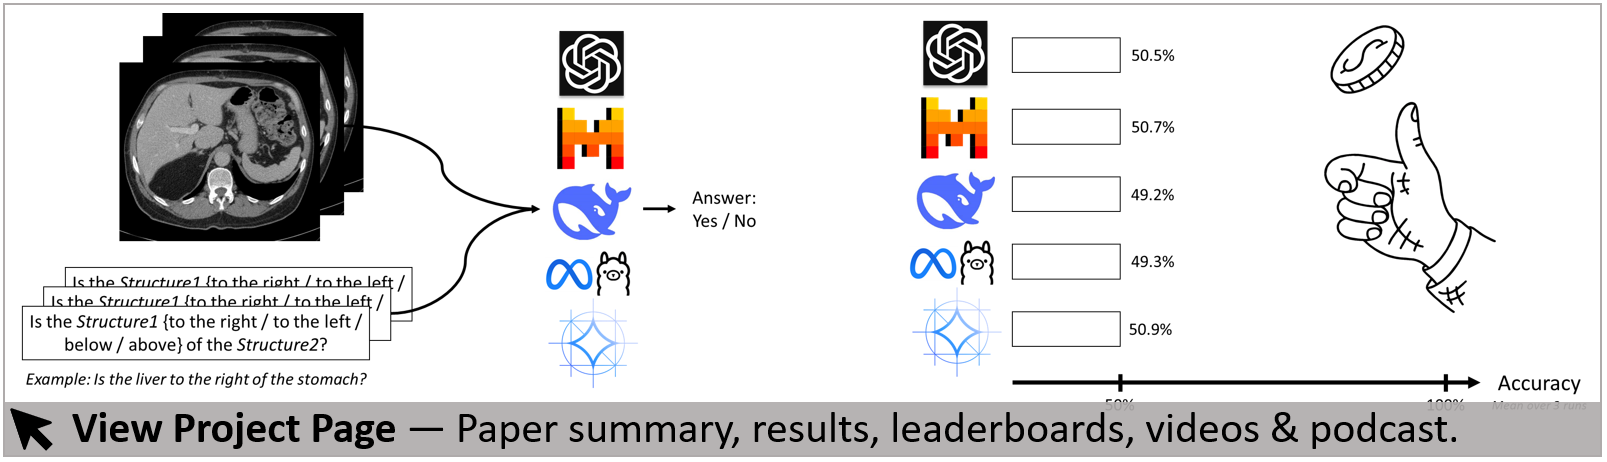 Is the Structure1 {to the right / to the left /
Is the Structure1 {to the right / to the left /
Is the Structure1 {to the right / to the left /
below / above} of the Structure2?
Example: Is the liver to the right of the stomach?
Answer:
Yes / No
50.5%
50.7%
49.2%
49.3%
50.9%
Accuracy
50%
100%
Mean over 3 runs
View Project Page — Paper summary, results, leaderboards, videos & podcast.